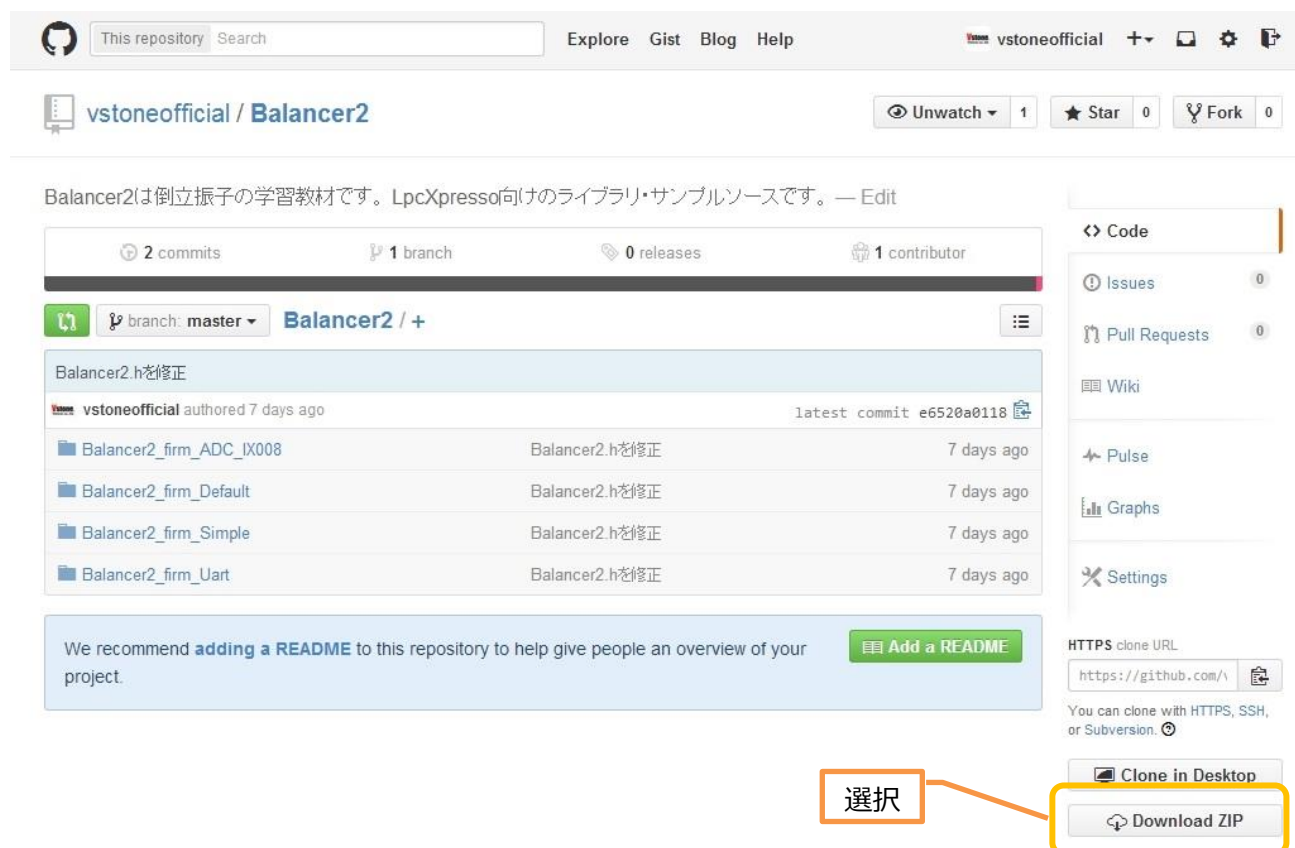 This repository Search Explore Gist Blog Help vstoneofficial
vstoneofficial / Balancer2 Unwatch 1 Star 0 Fork 0
Balancer2は倒立振子の学習教材です。LpcXpresso向けのライブラリ・サンプルソースです。 — Edit
2 commits 1 branch 0 releases 1 contributor
branch: master Balancer2 / +
Balancer2.hを修正
vstoneofficial authored 7 days ago latest commit e6520a0118
Balancer2_firm_ADC_IX008 Balancer2.hを修正 7 days ago
Balancer2_firm_Default Balancer2.hを修正 7 days ago
Balancer2_firm_Simple Balancer2.hを修正 7 days ago
Balancer2_firm_Uart Balancer2.hを修正 7 days ago
We recommend adding a README to this repository to help give people an overview of your
project.
Add a README
Code
Issues 0
Pull Requests 0
Wiki
Pulse
Graphs
Settings
HTTPS clone URL
https://github.com/
You can clone with HTTPS, SSH,
or Subversion.
Clone in Desktop
選択
Download ZIP